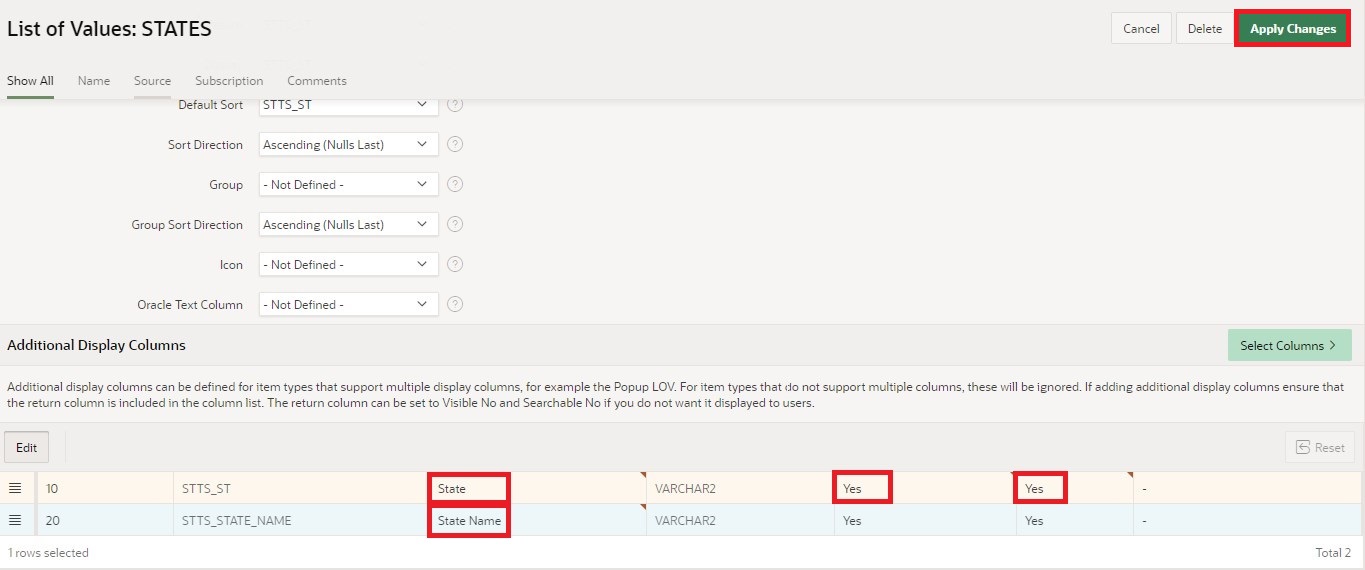 List of Values: STATES
Cancel
Delete
Apply Changes
Show All
Name
Source
Subscription
Comments
Default Sort
STTS_ST
?
Sort Direction
Ascending (Nulls Last)
?
Group
- Not Defined -
?
Group Sort Direction
Ascending (Nulls Last)
?
Icon
- Not Defined -
?
Oracle Text Column
- Not Defined -
?
Additional Display Columns
Select Columns >
Additional display columns can be defined for item types that support multiple display columns, for example the Popup LOV. For item types that do not support multiple columns, these will be ignored. If adding additional display columns ensure that
the return column is included in the column list. The return column can be set to Visible No and Searchable No if you do not want it displayed to users.
Edit
Reset
10 STTS_ST State VARCHAR2 Yes Yes -
20 STTS_STATE_NAME State Name VARCHAR2 Yes Yes -
1 rows selected
Total 2